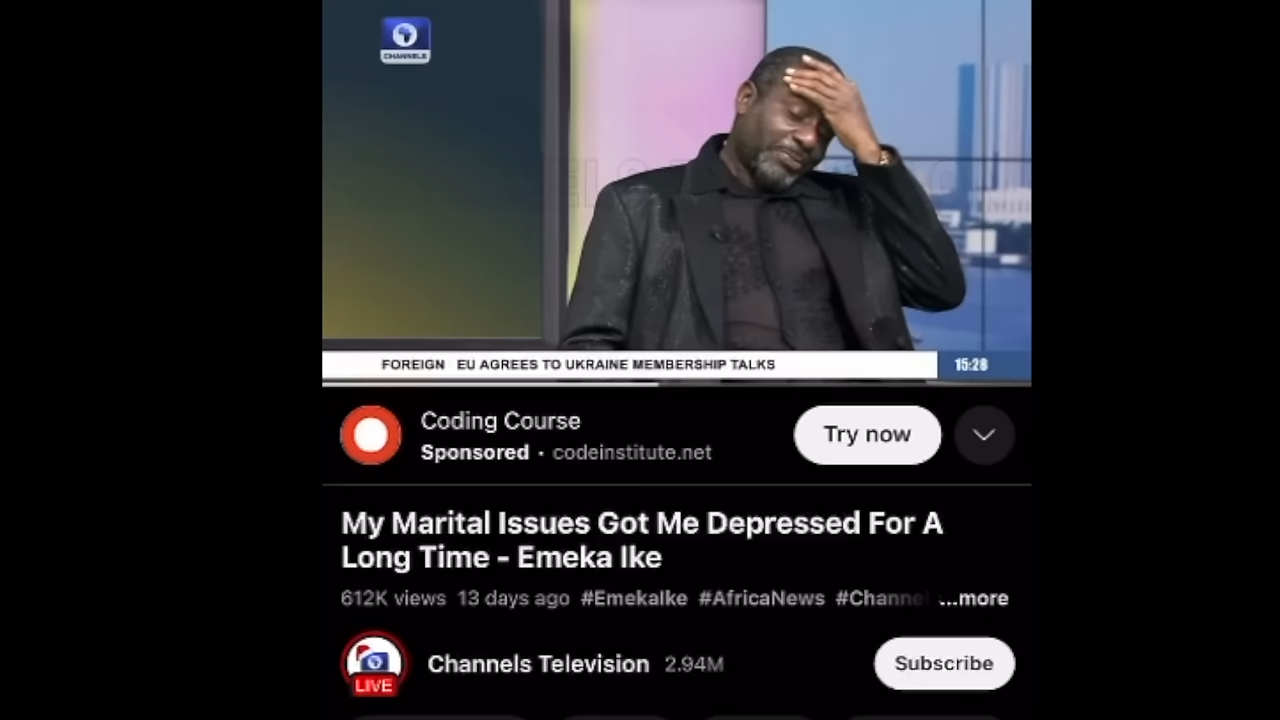 CHANNELS
FOREIGN EU AGREES TO UKRAINE MEMBERSHIP TALKS 15:28
Coding Course
Sponsored · codeinstitute.net
Try now
My Marital Issues Got Me Depressed For A
Long Time - Emeka Ike
612K views 13 days ago #EmekaIke #AfricaNews #Channe ...more
LIVE
Channels Television 2.94M
Subscribe